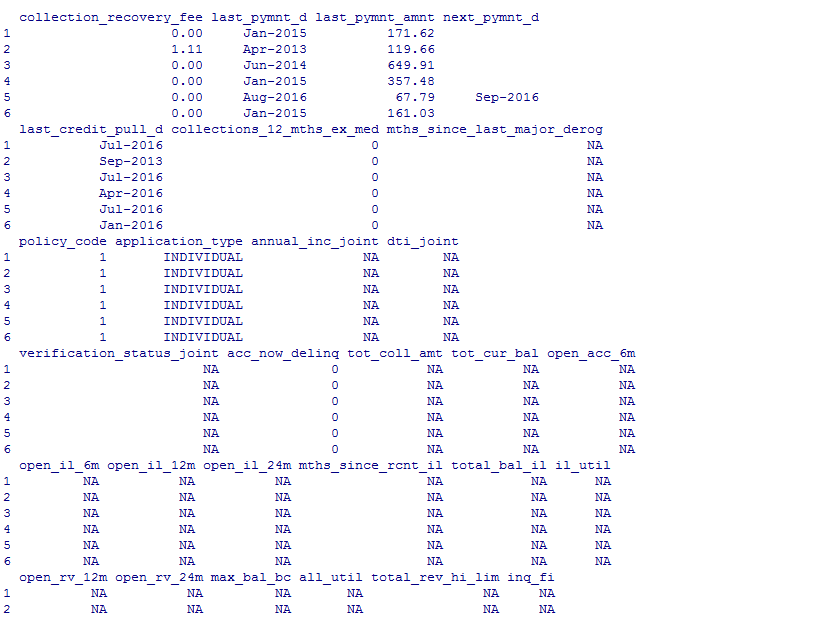 collection_recovery_fee last_pymnt_d last_pymnt_amnt next_pymnt_d
1                    0.00     Jan-2015          171.62
2                    1.11     Apr-2013          119.66
3                    0.00     Jun-2014          649.91
4                    0.00     Jan-2015          357.48
5                    0.00     Aug-2016           67.79     Sep-2016
6                    0.00     Jan-2015          161.03
  last_credit_pull_d collections_12_mths_ex_med mths_since_last_major_derog
1           Jul-2016                          0                          NA
2           Sep-2013                          0                          NA
3           Jul-2016                          0                          NA
4           Apr-2016                          0                          NA
5           Jul-2016                          0                          NA
6           Jan-2016                          0                          NA
  policy_code application_type annual_inc_joint dti_joint
1           1       INDIVIDUAL               NA        NA
2           1       INDIVIDUAL               NA        NA
3           1       INDIVIDUAL               NA        NA
4           1       INDIVIDUAL               NA        NA
5           1       INDIVIDUAL               NA        NA
6           1       INDIVIDUAL               NA        NA
  verification_status_joint acc_now_delinq tot_coll_amt tot_cur_bal open_acc_6m
1                        NA              0           NA          NA          NA
2                        NA              0           NA          NA          NA
3                        NA              0           NA          NA          NA
4                        NA              0           NA          NA          NA
5                        NA              0           NA          NA          NA
6                        NA              0           NA          NA          NA
  open_il_6m open_il_12m open_il_24m mths_since_rcnt_il total_bal_il il_util
1         NA          NA          NA                 NA           NA      NA
2         NA          NA          NA                 NA           NA      NA
3         NA          NA          NA                 NA           NA      NA
4         NA          NA          NA                 NA           NA      NA
5         NA          NA          NA                 NA           NA      NA
6         NA          NA          NA                 NA           NA      NA
  open_rv_12m open_rv_24m max_bal_bc all_util total_rev_hi_lim inq_fi
1          NA          NA         NA       NA               NA     NA
2          NA          NA         NA       NA               NA     NA